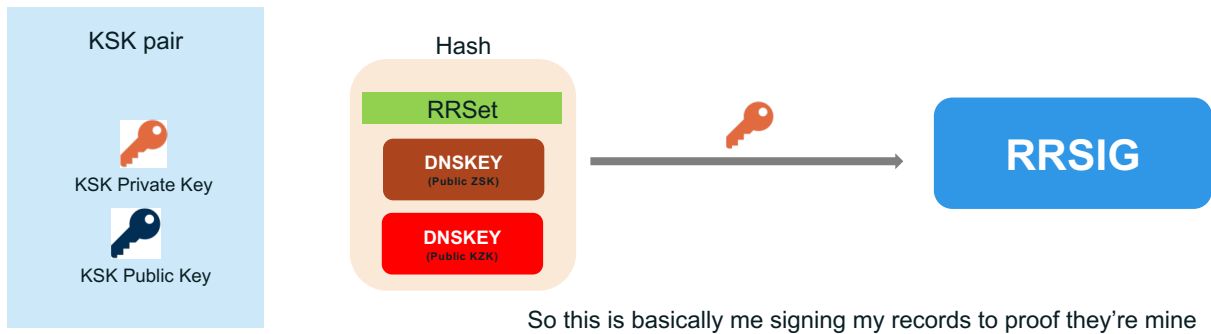 KSK pair
KSK Private Key
KSK Public Key
Hash
RRSet
DNSKEY
(Public ZSK)
DNSKEY
(Public KZK)
RRSIG
So this is basically me signing my records to proof they’re mine